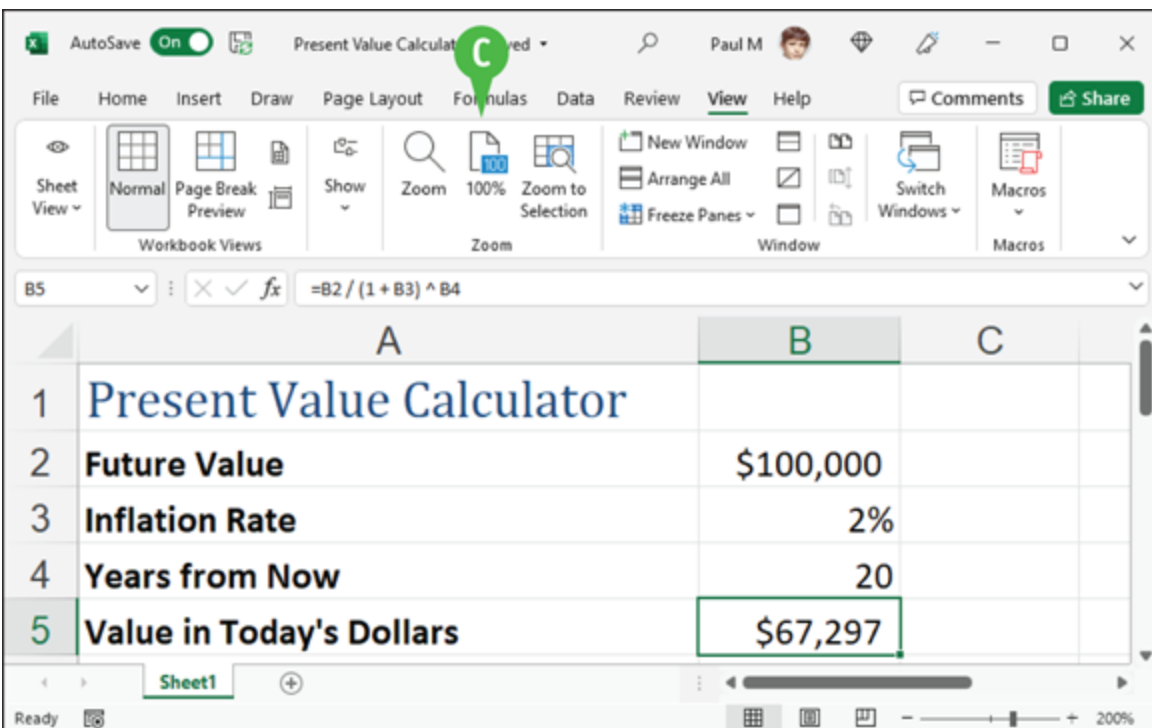 AutoSave On Present Value Calculat yed Paul M
C
File Home Insert Draw Page Layout Formulas Data Review View Help Comments Share
100
Sheet View Normal Page Break Preview Show Zoom 100% Zoom to Selection New Window Arrange All Freeze Panes Switch Windows Macros
Workbook Views Zoom Window Macros
B5 fx =B2 / (1 + B3) ^ B4
A B C
1 Present Value Calculator
2 Future Value $100,000
3 Inflation Rate 2%
4 Years from Now 20
5 Value in Today's Dollars $67,297
Sheet1
Ready 200%